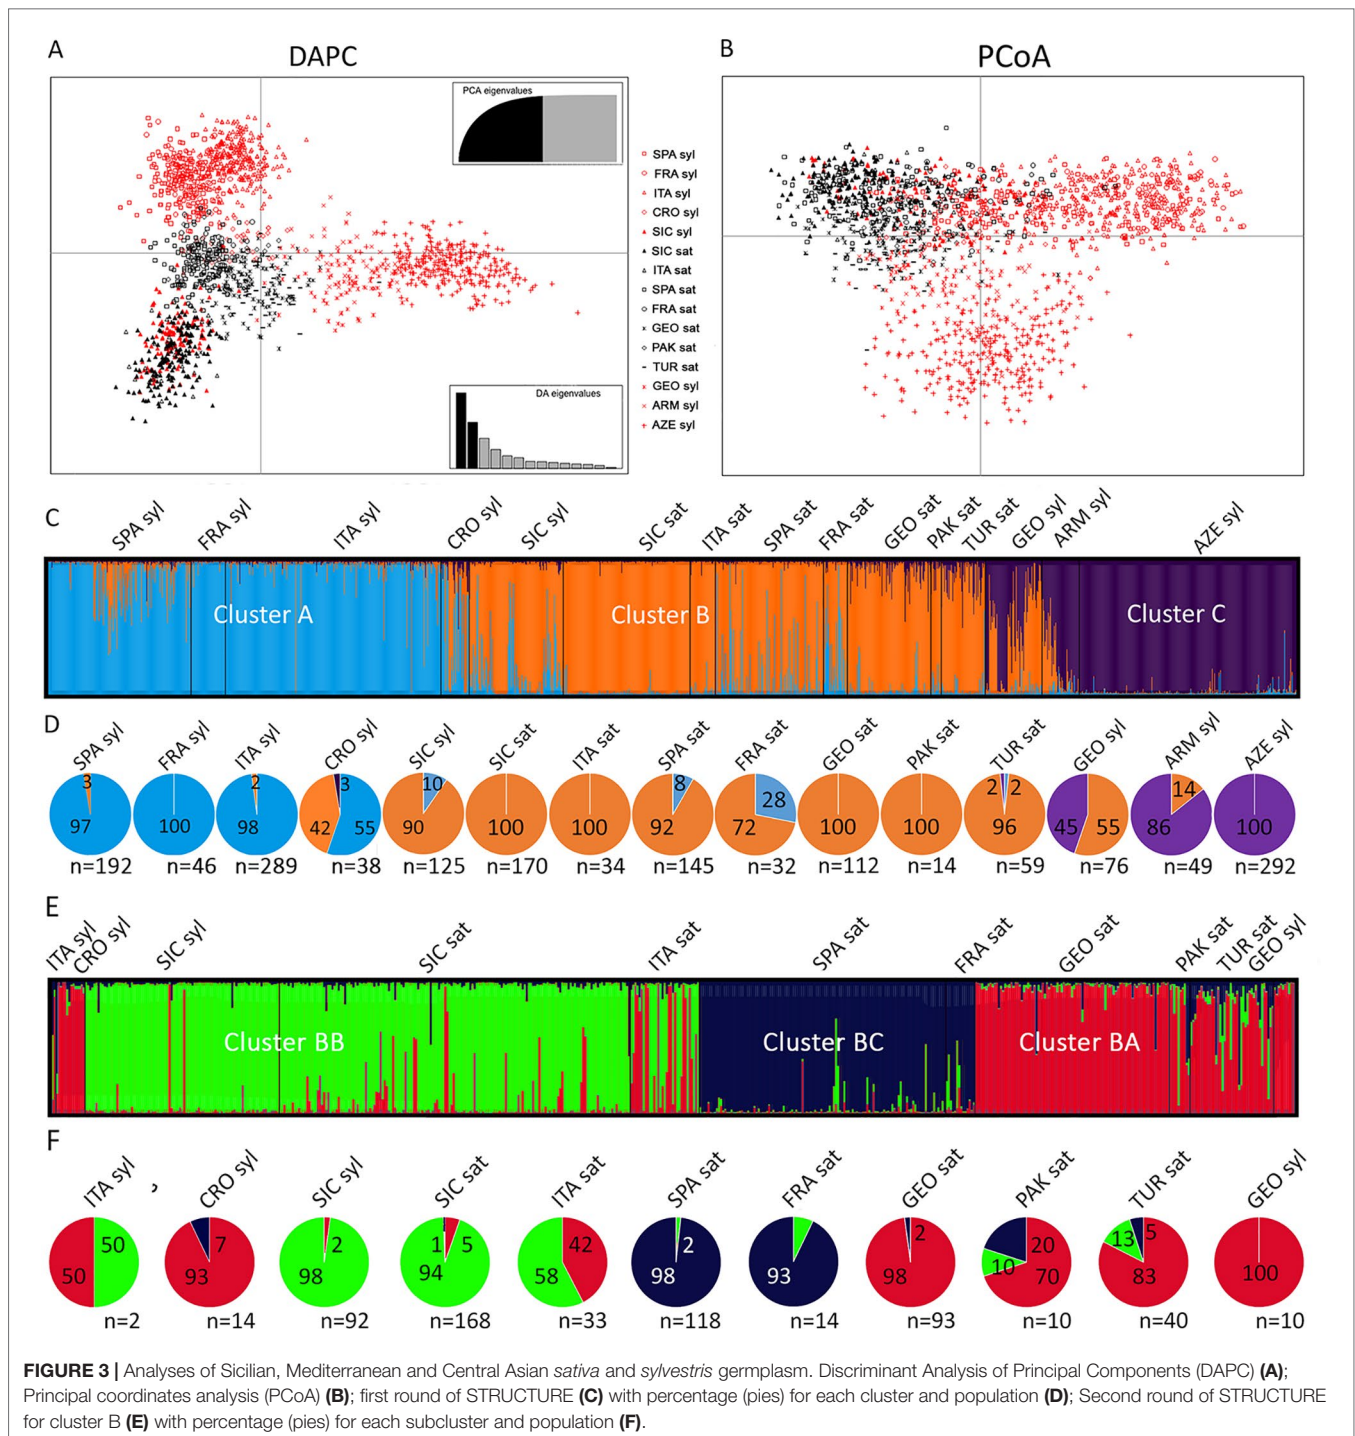 A
DAPC
PCA eigenvalues
DA eigenvalues
SPA syl
FRA syl
ITA syl
CRO syl
SIC syl
SIC sat
ITA sat
SPA sat
FRA sat
GEO sat
PAK sat
TUR sat
GEO syl
ARM syl
AZE syl
B
PCoA
C
SPA syl FRA syl ITA syl CRO syl SIC syl SIC sat ITA sat SPA sat FRA sat GEO sat PAK sat TUR sat GEO syl ARM syl AZE syl
Cluster A Cluster B Cluster C
D
SPA syl FRA syl ITA syl CRO syl SIC syl SIC sat ITA sat SPA sat FRA sat GEO sat PAK sat TUR sat GEO syl ARM syl AZE syl
3 2 3 10 8 28 2 2 14
97 100 98 42 55 90 100 100 92 72 100 100 96 45 55 86 100
n=192 n=46 n=289 n=38 n=125 n=170 n=34 n=145 n=32 n=112 n=14 n=59 n=76 n=49 n=292
E
ITA syl CRO syl SIC syl SIC sat ITA sat SPA sat FRA sat GEO sat PAK sat TUR sat GEO syl
Cluster BB Cluster BC Cluster BA
F
ITA syl CRO syl SIC syl SIC sat ITA sat SPA sat FRA sat GEO sat PAK sat TUR sat GEO syl
50 7 2 1 5 42 2 2 20 13 5
50 93 98 94 58 98 93 98 10 70 83 100
n=2 n=14 n=92 n=168 n=33 n=118 n=14 n=93 n=10 n=40 n=10
FIGURE 3 | Analyses of Sicilian, Mediterranean and Central Asian sativa and sylvestris germplasm. Discriminant Analysis of Principal Components (DAPC) (A);
Principal coordinates analysis (PCoA) (B); first round of STRUCTURE (C) with percentage (pies) for each cluster and population (D); Second round of STRUCTURE
for cluster B (E) with percentage (pies) for each subcluster and population (F).